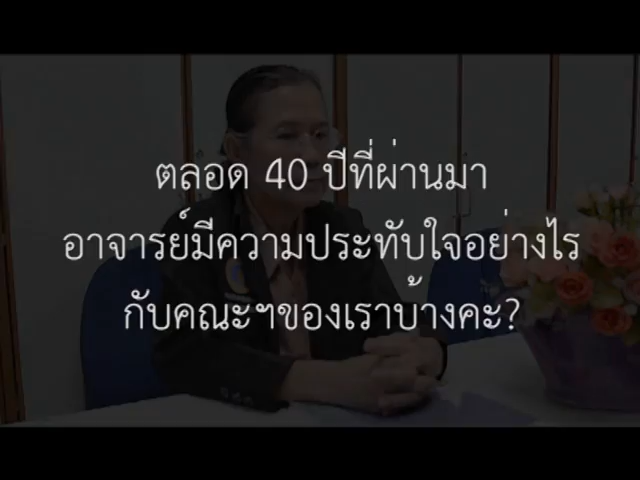 ตลอด 40 ปีที่ผ่านมา
อาจารย์มีความประทับใจอย่างไร
กับคณะฯของเราบ้างคะ?